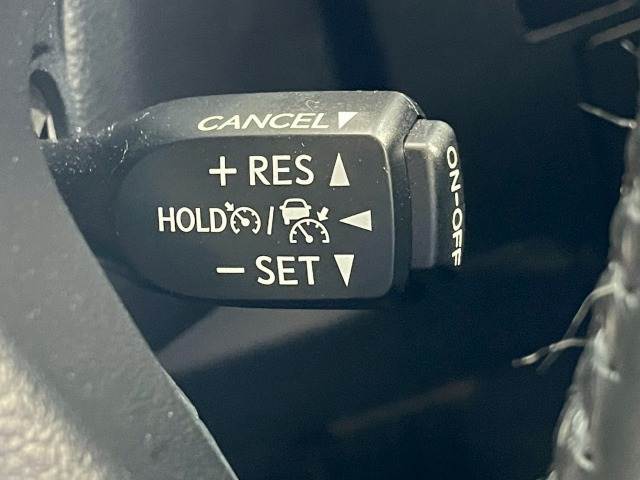 CANCEL
+ RES
HOLD /
- SET
ON-OFF